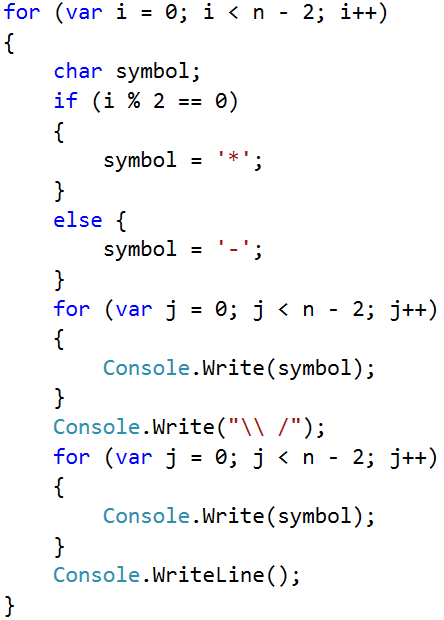 for (var i = 0; i < n - 2; i++)
{
    char symbol;
    if (i % 2 == 0)
    {
        symbol = '*';
    }
    else {
        symbol = '-';
    }
    for (var j = 0; j < n - 2; j++)
    {
        Console.Write(symbol);
    }
    Console.Write("\\ /");
    for (var j = 0; j < n - 2; j++)
    {
        Console.Write(symbol);
    }
    Console.WriteLine();
}